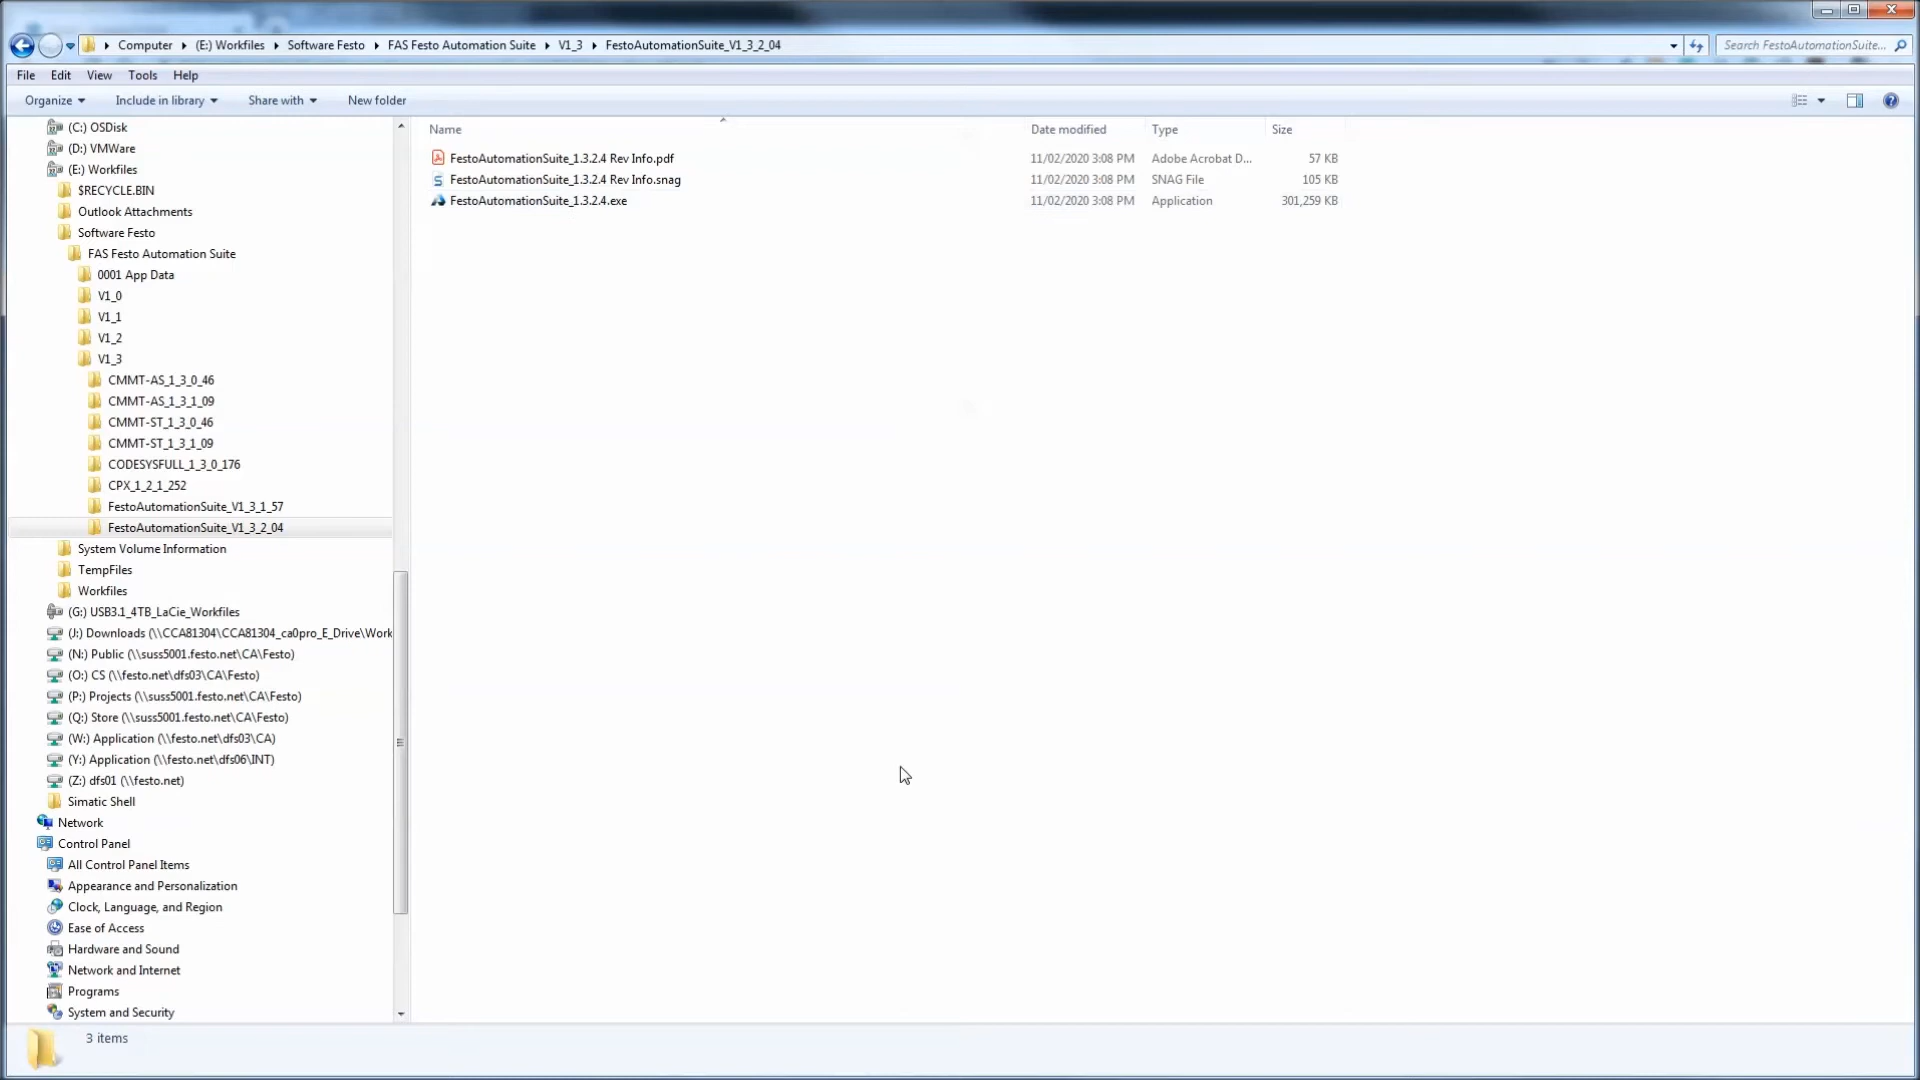 Computer (E:) Workfiles Software Festo FAS Festo Automation Suite V1_3 FestoAutomationSuite_V1_3_2_04 Search FestoAutomationSuite...
File Edit View Tools Help
Organize Include in library Share with New folder
(C:) OSDisk
(D:) VMWare
(E:) Workfiles
$RECYCLE.BIN
Outlook Attachments
Software Festo
FAS Festo Automation Suite
0001 App Data
V1_0
V1_1
V1_2
V1_3
CMMT-AS_1_3_0_46
CMMT-AS_1_3_1_09
CMMT-ST_1_3_0_46
CMMT-ST_1_3_1_09
CODESYSFULL_1_3_0_176
CPX_1_2_1_252
FestoAutomationSuite_V1_3_1_57
FestoAutomationSuite_V1_3_2_04
System Volume Information
TempFiles
Workfiles
(G:) USB3.1_4TB_LaCie_Workfiles
(J:) Downloads (\\CCA81304\CCA81304_ca0pro_E_Drive\Work
(N:) Public (\\suss5001.festo.net\CA\Festo)
(O:) CS (\\festo.net\dfs03\CA\Festo)
(P:) Projects (\\suss5001.festo.net\CA\Festo)
(Q:) Store (\\suss5001.festo.net\CA\Festo)
(W:) Application (\\festo.net\dfs03\CA)
(Y:) Application (\\festo.net\dfs06\INT)
(Z:) dfs01 (\\festo.net)
Simatic Shell
Network
Control Panel
All Control Panel Items
Appearance and Personalization
Clock, Language, and Region
Ease of Access
Hardware and Sound
Network and Internet
Programs
System and Security
Name Date modified Type Size
FestoAutomationSuite_1.3.2.4 Rev Info.pdf 11/02/2020 3:08 PM Adobe Acrobat D... 57 KB
FestoAutomationSuite_1.3.2.4 Rev Info.snag 11/02/2020 3:08 PM SNAG File 105 KB
FestoAutomationSuite_1.3.2.4.exe 11/02/2020 3:08 PM Application 301,259 KB
3 items